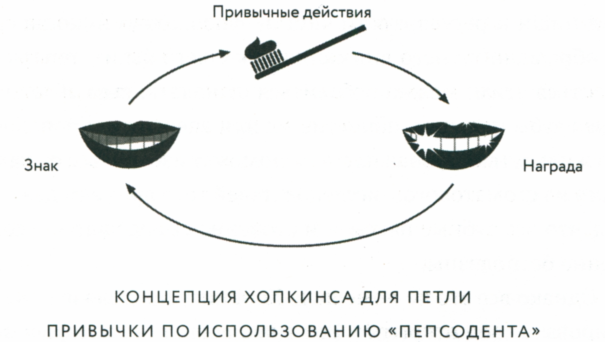 Привычные действия
Знак
Награда
КОНЦЕПЦИЯ ХОПКИНСА ДЛЯ ПЕТЛИ
ПРИВЫЧКИ ПО ИСПОЛЬЗОВАНИЮ «ПЕПСОДЕНТА»